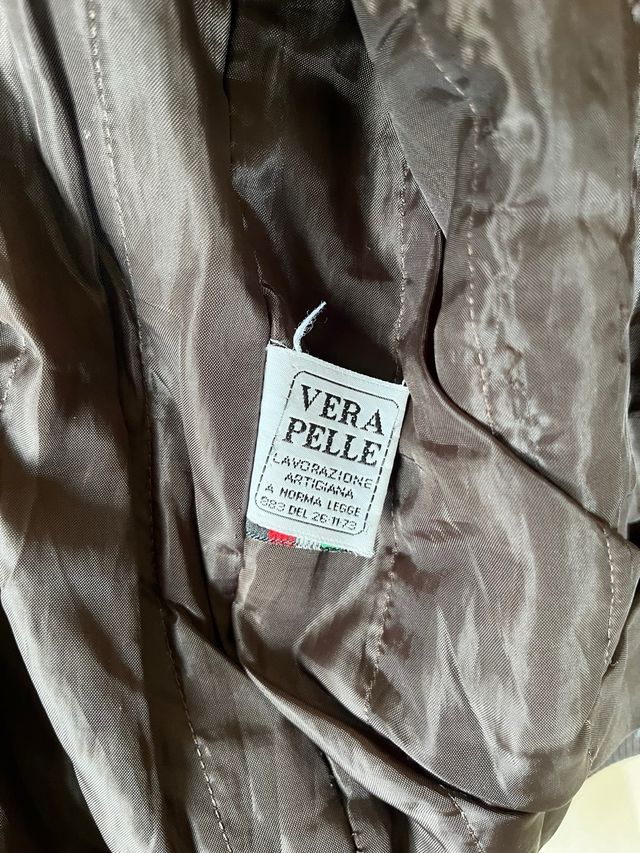 VERA
PELLE
LAVORAZIONE
ARTIGIANA
A NORMA LEGGE
883 DEL 26-11-73